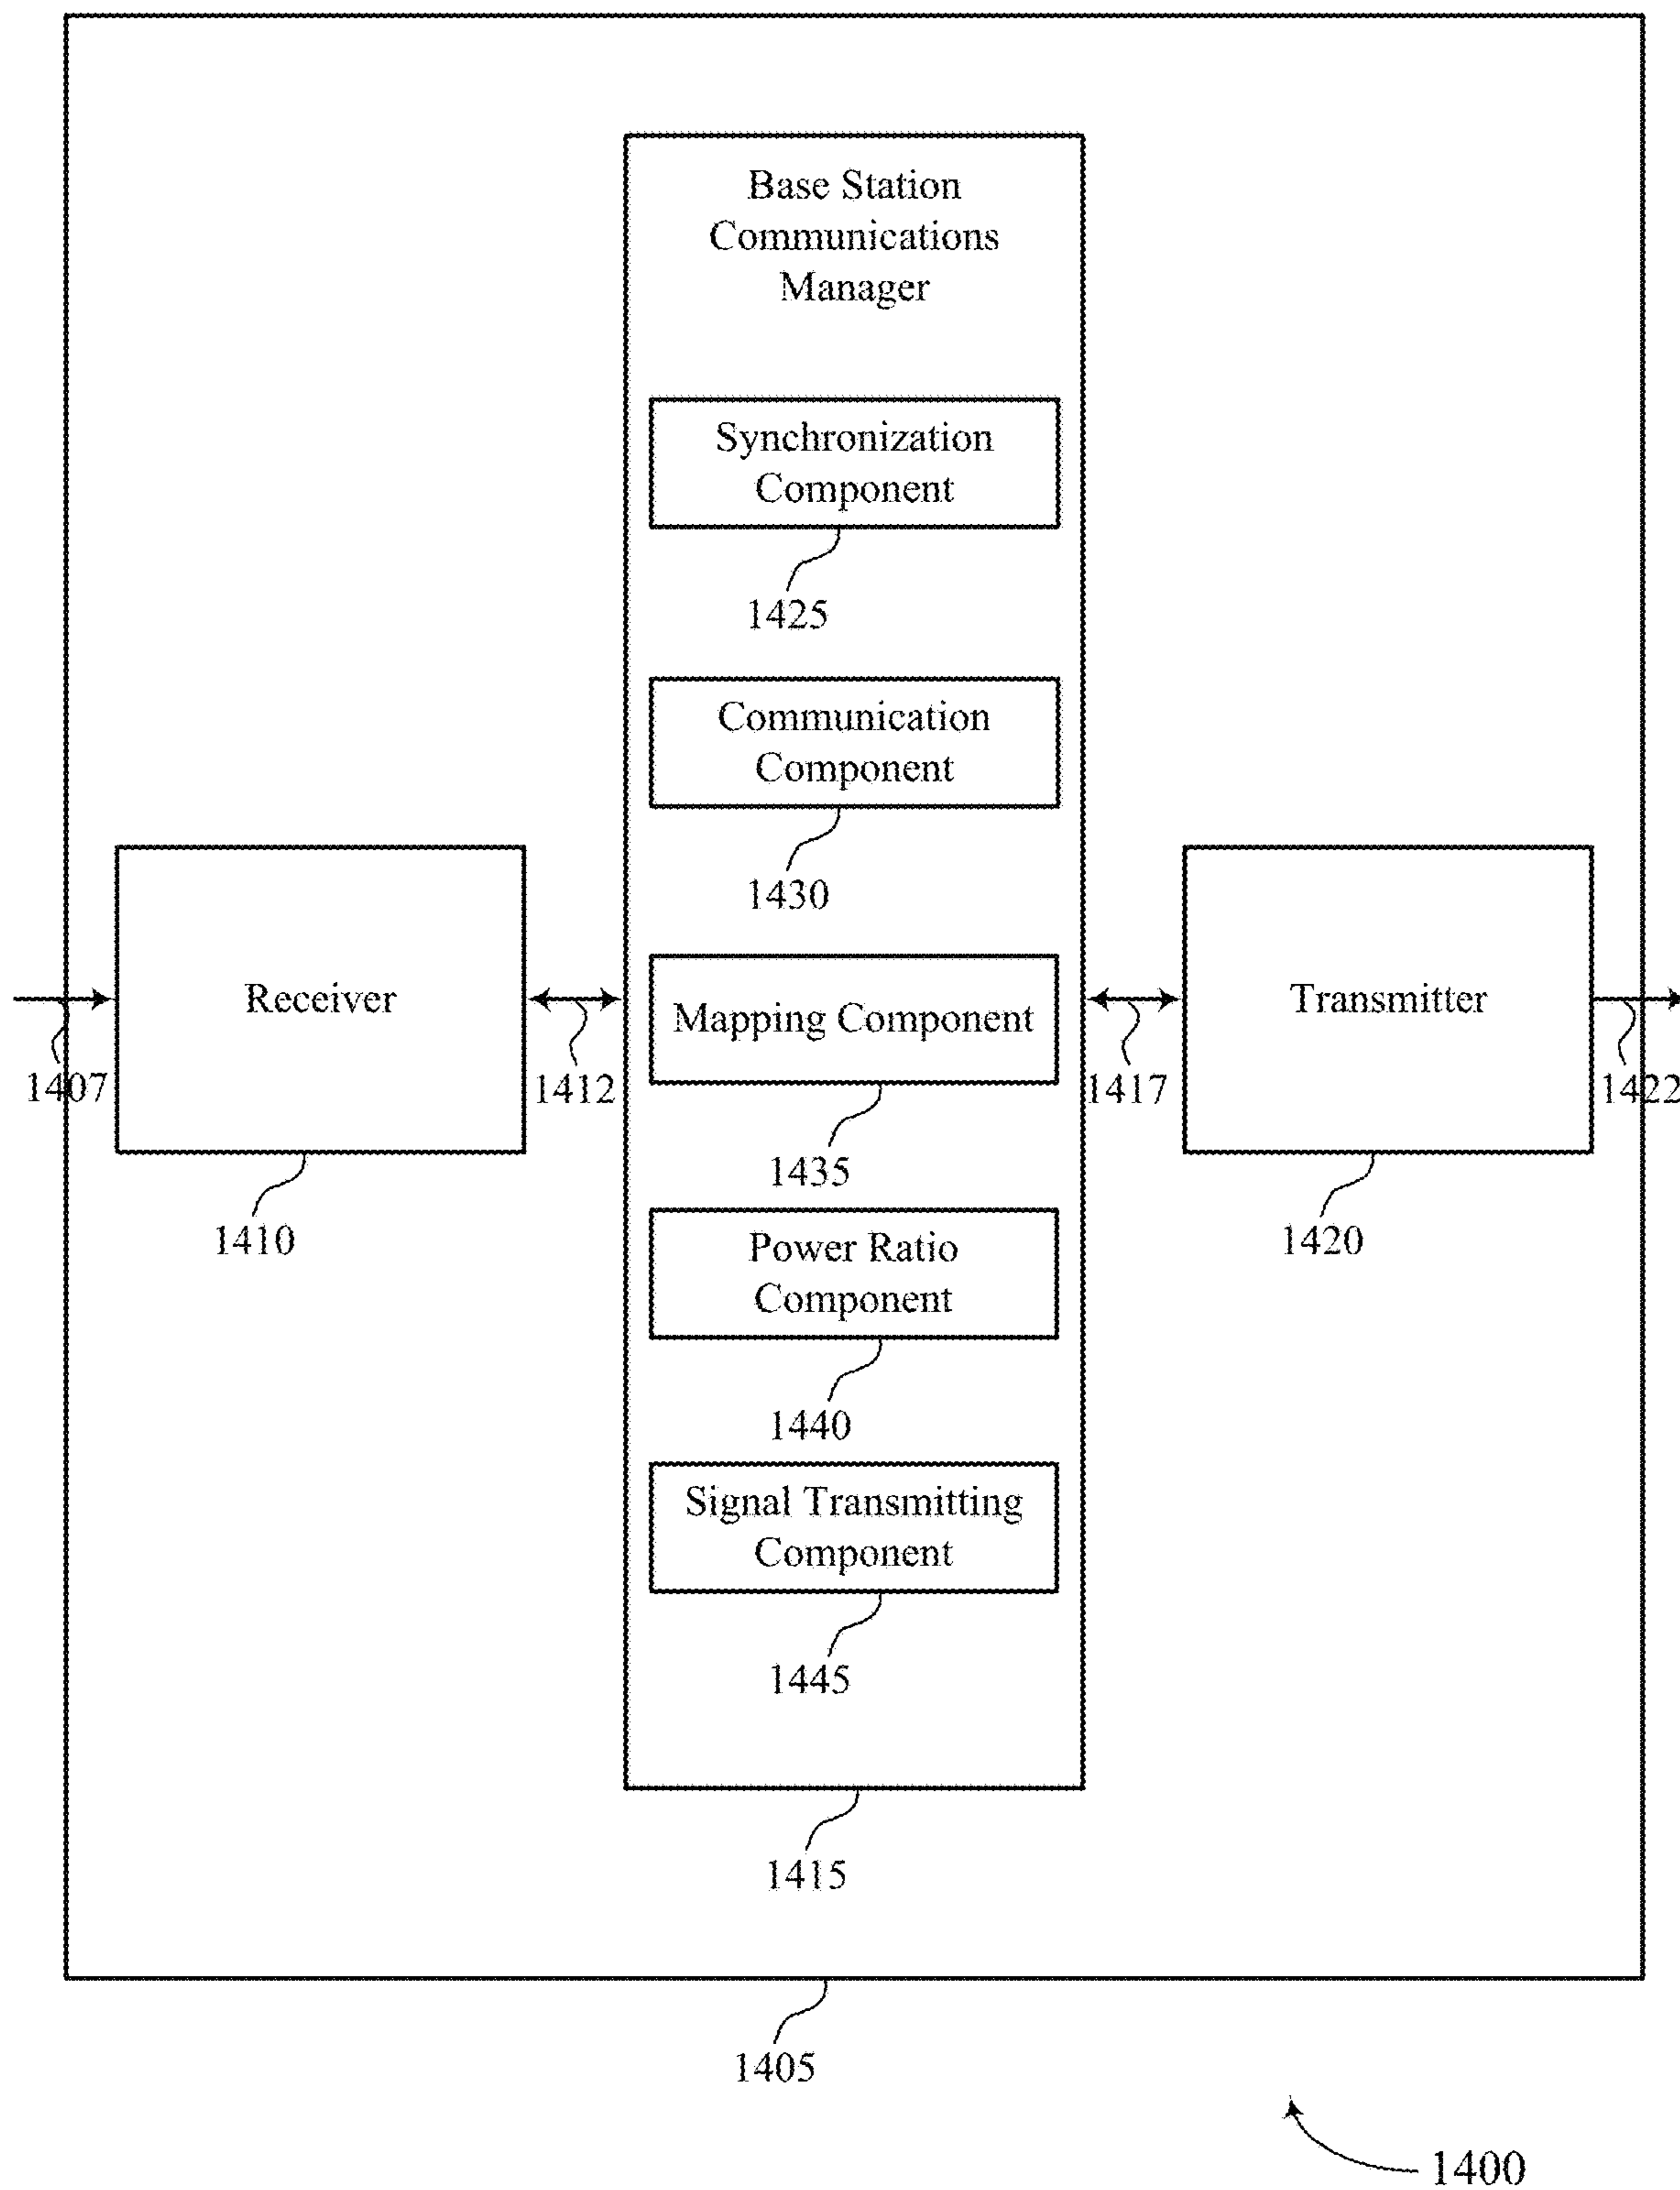 Base Station
Communications
Manager
Synchronization
Component
1425
Communication
Component
1430
Receiver
Mapping Component
Transmitter
1407
1412
1417
1422
1435
1410
1420
Power Ratio
Component
1440
Signal Transmitting
Component
1445
1415
1405
1400